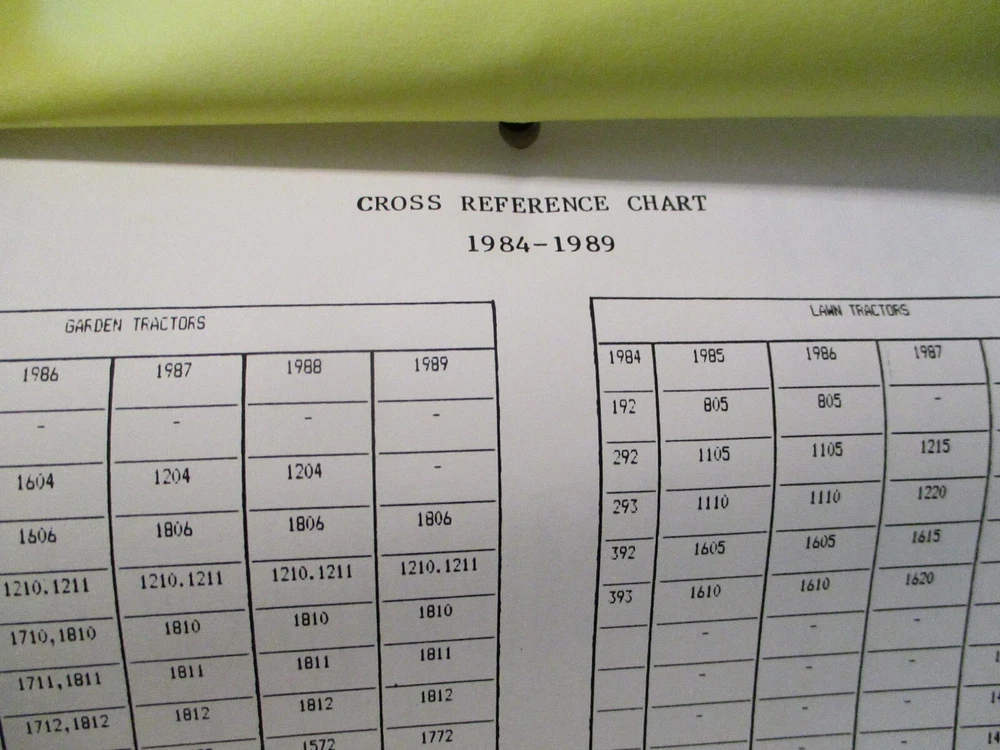 CROSS REFERENCE CHART
1984-1989
GARDEN TRACTORS
1986 1987 1988 1989
- - - -
1604 1204 1204 -
1606 1806 1806 1806
1210.1211 1210.1211 1210.1211 1210.1211
1710,1810 1810 1810 1810
1711,1811 1811 1811 1811
1712,1812 1812 1812 1812
1572 1772
LAWN TRACTORS
1984 1985 1986 1987
192 805 805 -
292 1105 1105 1215
293 1110 1110 1220
392 1605 1605 1615
393 1610 1610 1620
- - -
- - -
- - -